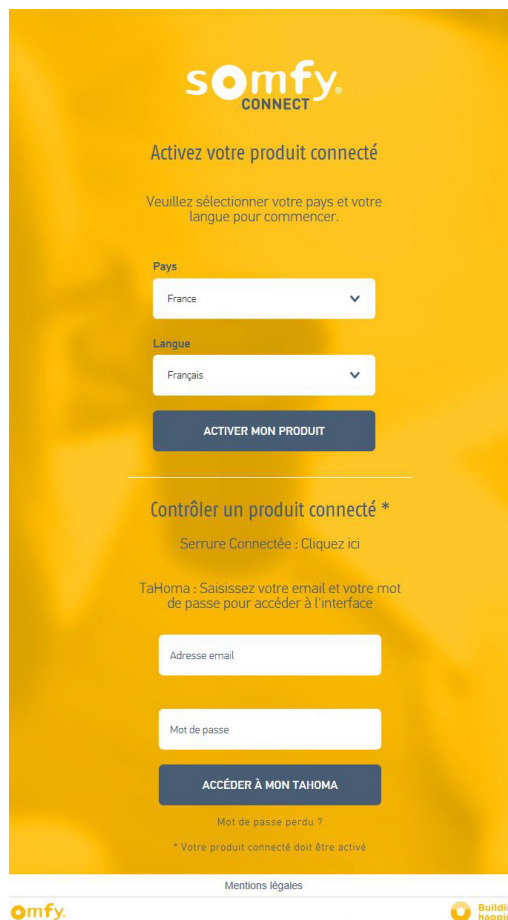 somfy®
CONNECT
Activez votre produit connecté
Veuillez sélectionner votre pays et votre
langue pour commencer.
Pays
France
Langue
Français
ACTIVER MON PRODUIT
Contrôler un produit connecté *
Serrure Connectée : Cliquez ici
TaHoma : Saisissez votre email et votre mot
de passe pour accéder à l'interface
Adresse email
Mot de passe
ACCÉDER À MON TAHOMA
Mot de passe perdu ?
* Votre produit connecté doit être activé
Mentions légales
omfy.